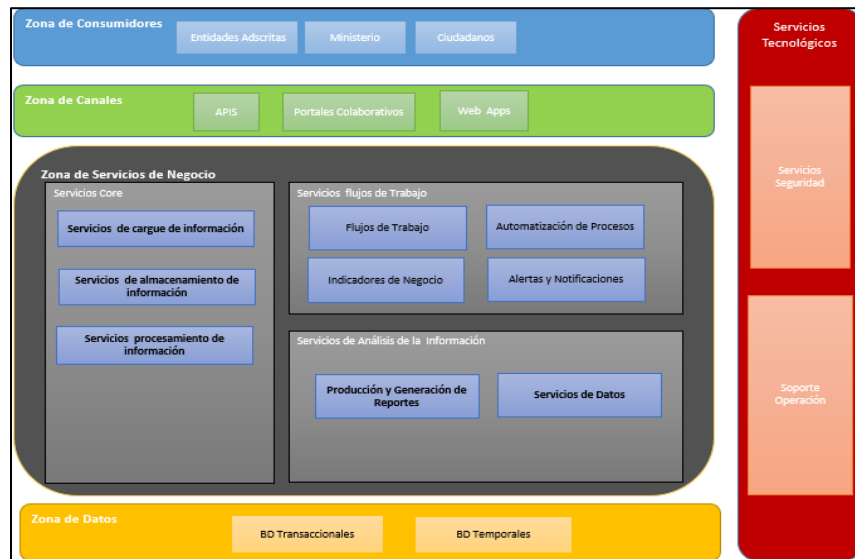 Zona de Consumidores
Entidades Adscritas
Ministerio
Ciudadanos
Zona de Canales
APIS
Portales Colaborativos
Web Apps
Zona de Servicios de Negocio
Servicios Core
Servicios de cargue de información
Servicios de almacenamiento de
información
Servicios procesamiento de
información
Servicios flujos de Trabajo
Flujos de Trabajo
Automatización de Procesos
Indicadores de Negocio
Alertas y Notificaciones
Servicios de Análisis de la Información
Producción y Generación de
Reportes
Servicios de Datos
Zona de Datos
BD Transaccionales
BD Temporales
Servicios
Tecnológicos
Servicios
Seguridad
Soporte
Operación